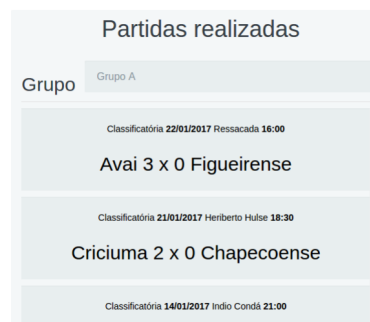 Partidas realizadas
Grupo
Grupo A
Classificatória 22/01/2017 Ressacada 16:00
Avai 3 x 0 Figueirense
Classificatória 21/01/2017 Heriberto Hulse 18:30
Criciuma 2 x 0 Chapecoense
Classificatória 14/01/2017 Indio Condá 21:00